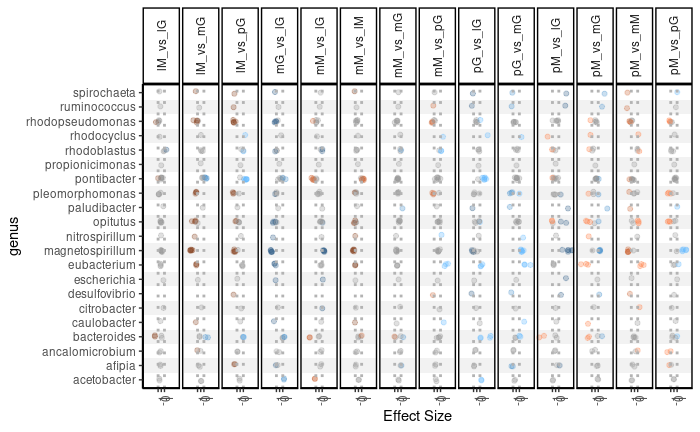 lM_vs_lG
lM_vs_mG
lM_vs_pG
mG_vs_lG
mM_vs_lG
mM_vs_lM
mM_vs_mG
mM_vs_pG
pG_vs_lG
pG_vs_mG
pM_vs_lG
pM_vs_mG
pM_vs_mM
pM_vs_pG
genus
spirochaeta
ruminococcus
rhodopseudomonas
rhodocyclus
rhodoblastus
propionicimonas
pontibacter
pleomorphomonas
paludibacter
opitutus
nitrospirillum
magnetospirillum
eubacterium
escherichia
desulfovibrio
citrobacter
caulobacter
bacteroides
ancalomicrobium
afipia
acetobacter
Effect Size